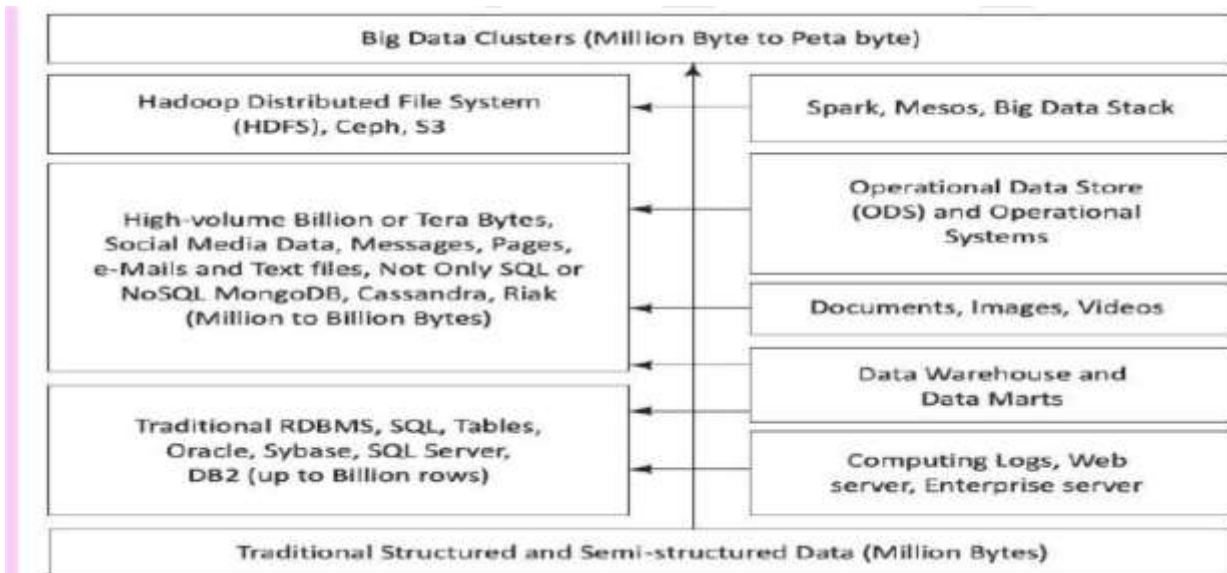 Big Data Clusters (Million Byte to Peta byte)
Hadoop Distributed File System
(HDFS), Ceph, S3
Spark, Mesos, Big Data Stack
High-volume Billion or Tera Bytes,
Social Media Data, Messages, Pages,
e-Mails and Text files, Not Only SQL or
NoSQL MongoDB, Cassandra, Riak
(Million to Billion Bytes)
Operational Data Store
(ODS) and Operational
Systems
Documents, Images, Videos
Data Warehouse and
Data Marts
Traditional RDBMS, SQL, Tables,
Oracle, Sybase, SQL Server,
DB2 (up to Billion rows)
Computing Logs, Web
server, Enterprise server
Traditional Structured and Semi-structured Data (Million Bytes)